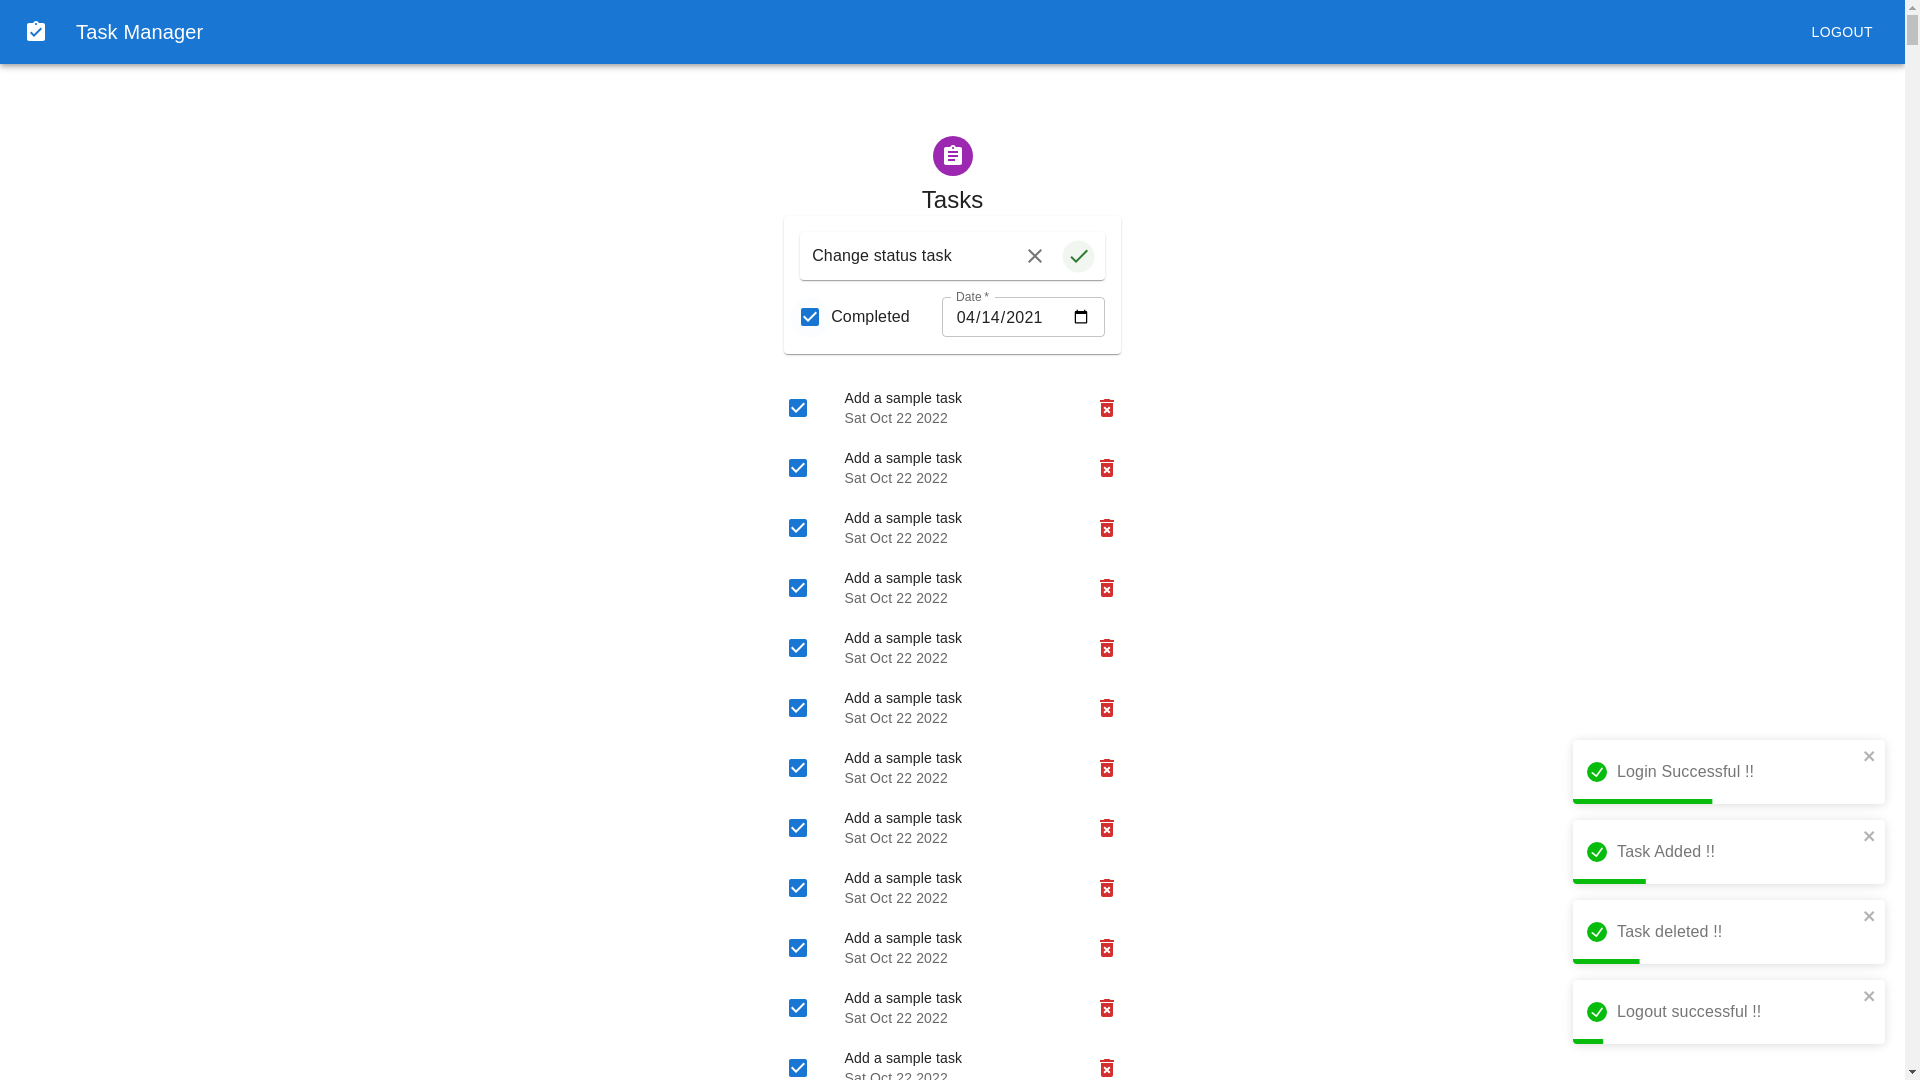 Task Manager
LOGOUT
Tasks
Change status task
Completed
Date *
04/14/2021
Add a sample task
Sat Oct 22 2022
Add a sample task
Sat Oct 22 2022
Add a sample task
Sat Oct 22 2022
Add a sample task
Sat Oct 22 2022
Add a sample task
Sat Oct 22 2022
Add a sample task
Sat Oct 22 2022
Add a sample task
Sat Oct 22 2022
Add a sample task
Sat Oct 22 2022
Add a sample task
Sat Oct 22 2022
Add a sample task
Sat Oct 22 2022
Add a sample task
Sat Oct 22 2022
Add a sample task
Sat Oct 22 2022
Login Successful !!
Task Added !!
Task deleted !!
Logout successful !!